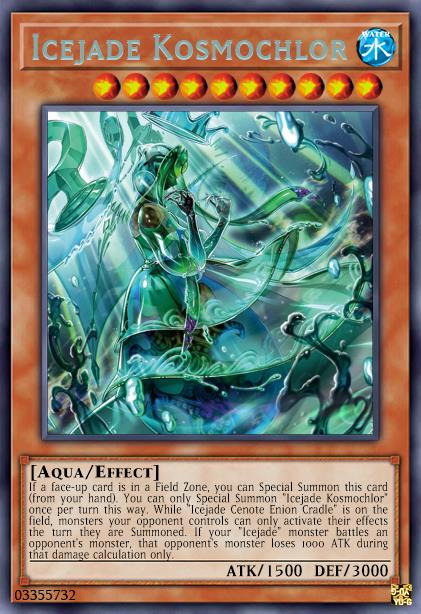 Icejade Kosmochlor
WATER
水
[Aqua/Effect]
If a face-up card is in a Field Zone, you can Special Summon this card
(from your hand). You can only Special Summon "Icejade Kosmochlor"
once per turn this way. While "Icejade Cenote Enion Cradle" is on the
field, monsters your opponent controls can only activate their effects
the turn they are Summoned. If your "Icejade" monster battles an
opponent's monster, that opponent's monster loses 1000 ATK during
that damage calculation only.
ATK/1500 DEF/3000
03355732